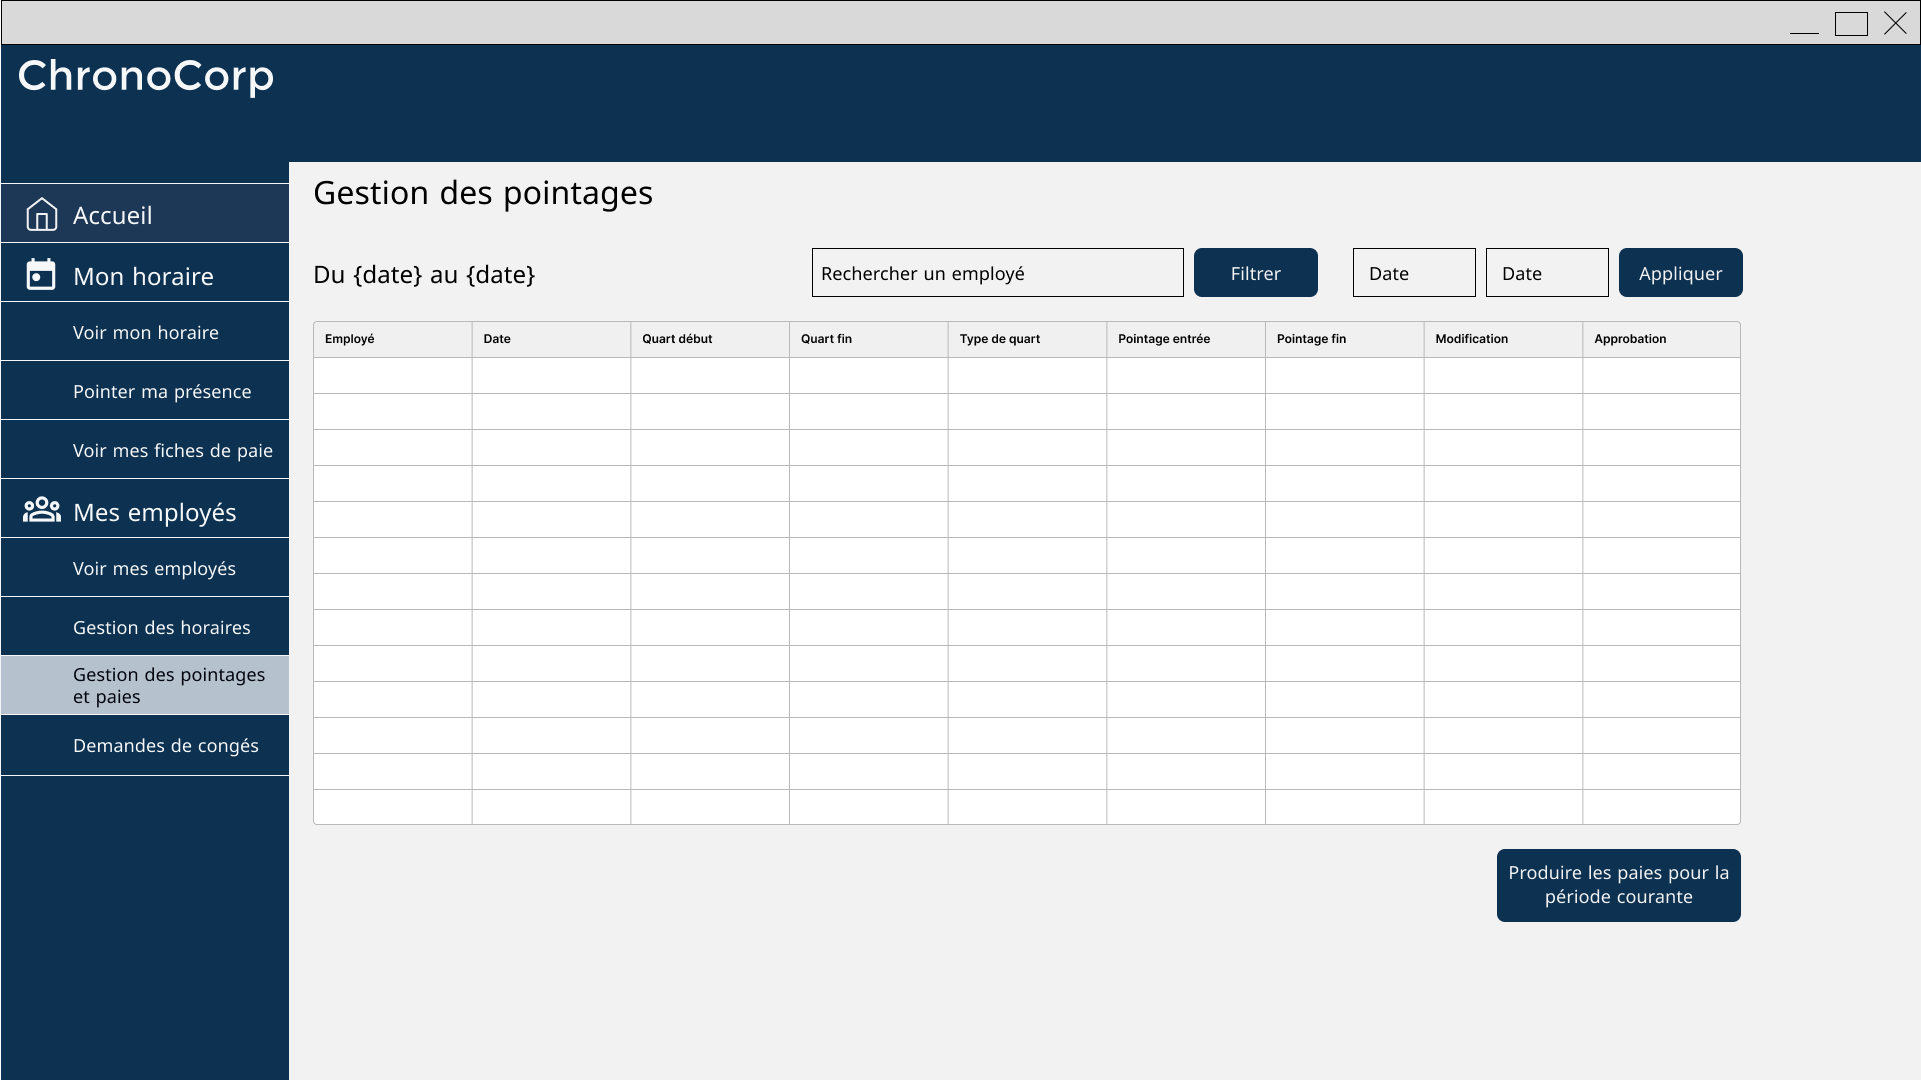 ChronoCorp
Accueil
Mon horaire
Voir mon horaire
Pointer ma présence
Voir mes fiches de paie
Mes employés
Voir mes employés
Gestion des horaires
Gestion des pointages
et paies
Demandes de congés
Gestion des pointages
Du {date} au {date}
Rechercher un employé
Filtrer
Date
Date
Appliquer
Employé
Date
Quart début
Quart fin
Type de quart
Pointage entrée
Pointage fin
Modification
Approbation
Produire les paies pour la
période courante